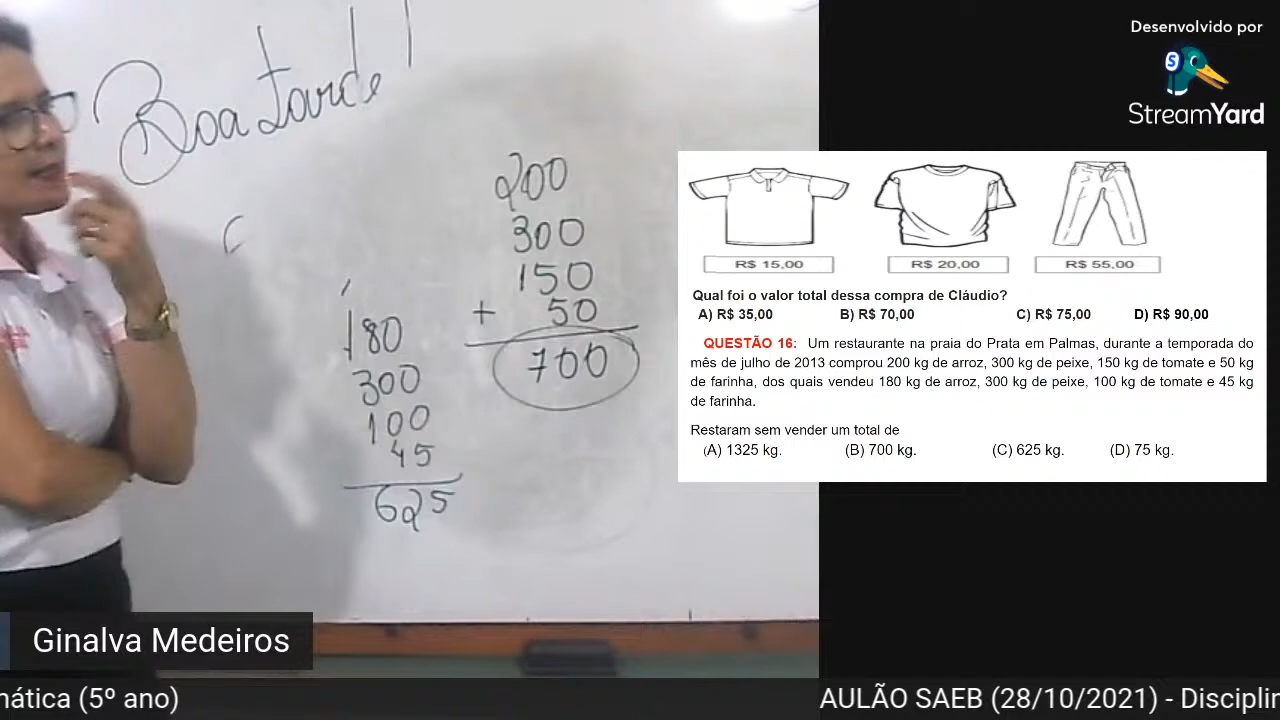 Boa tarde!
200
300
150
+ 50
700
180
300
100
45
625
Desenvolvido por
StreamYard
R$ 15,00
R$ 20,00
R$ 55,00
Qual foi o valor total dessa compra de Cláudio?
A) R$ 35,00 B) R$ 70,00 C) R$ 75,00 D) R$ 90,00
QUESTÃO 16: Um restaurante na praia do Prata em Palmas, durante a temporada do
mês de julho de 2013 comprou 200 kg de arroz, 300 kg de peixe, 150 kg de tomate e 50 kg
de farinha, dos quais vendeu 180 kg de arroz, 300 kg de peixe, 100 kg de tomate e 45 kg
de farinha.
Restaram sem vender um total de
(A) 1325 kg. (B) 700 kg. (C) 625 kg. (D) 75 kg.
Ginalva Medeiros
mática (5º ano)
AULÃO SAEB (28/10/2021) - Disciplin